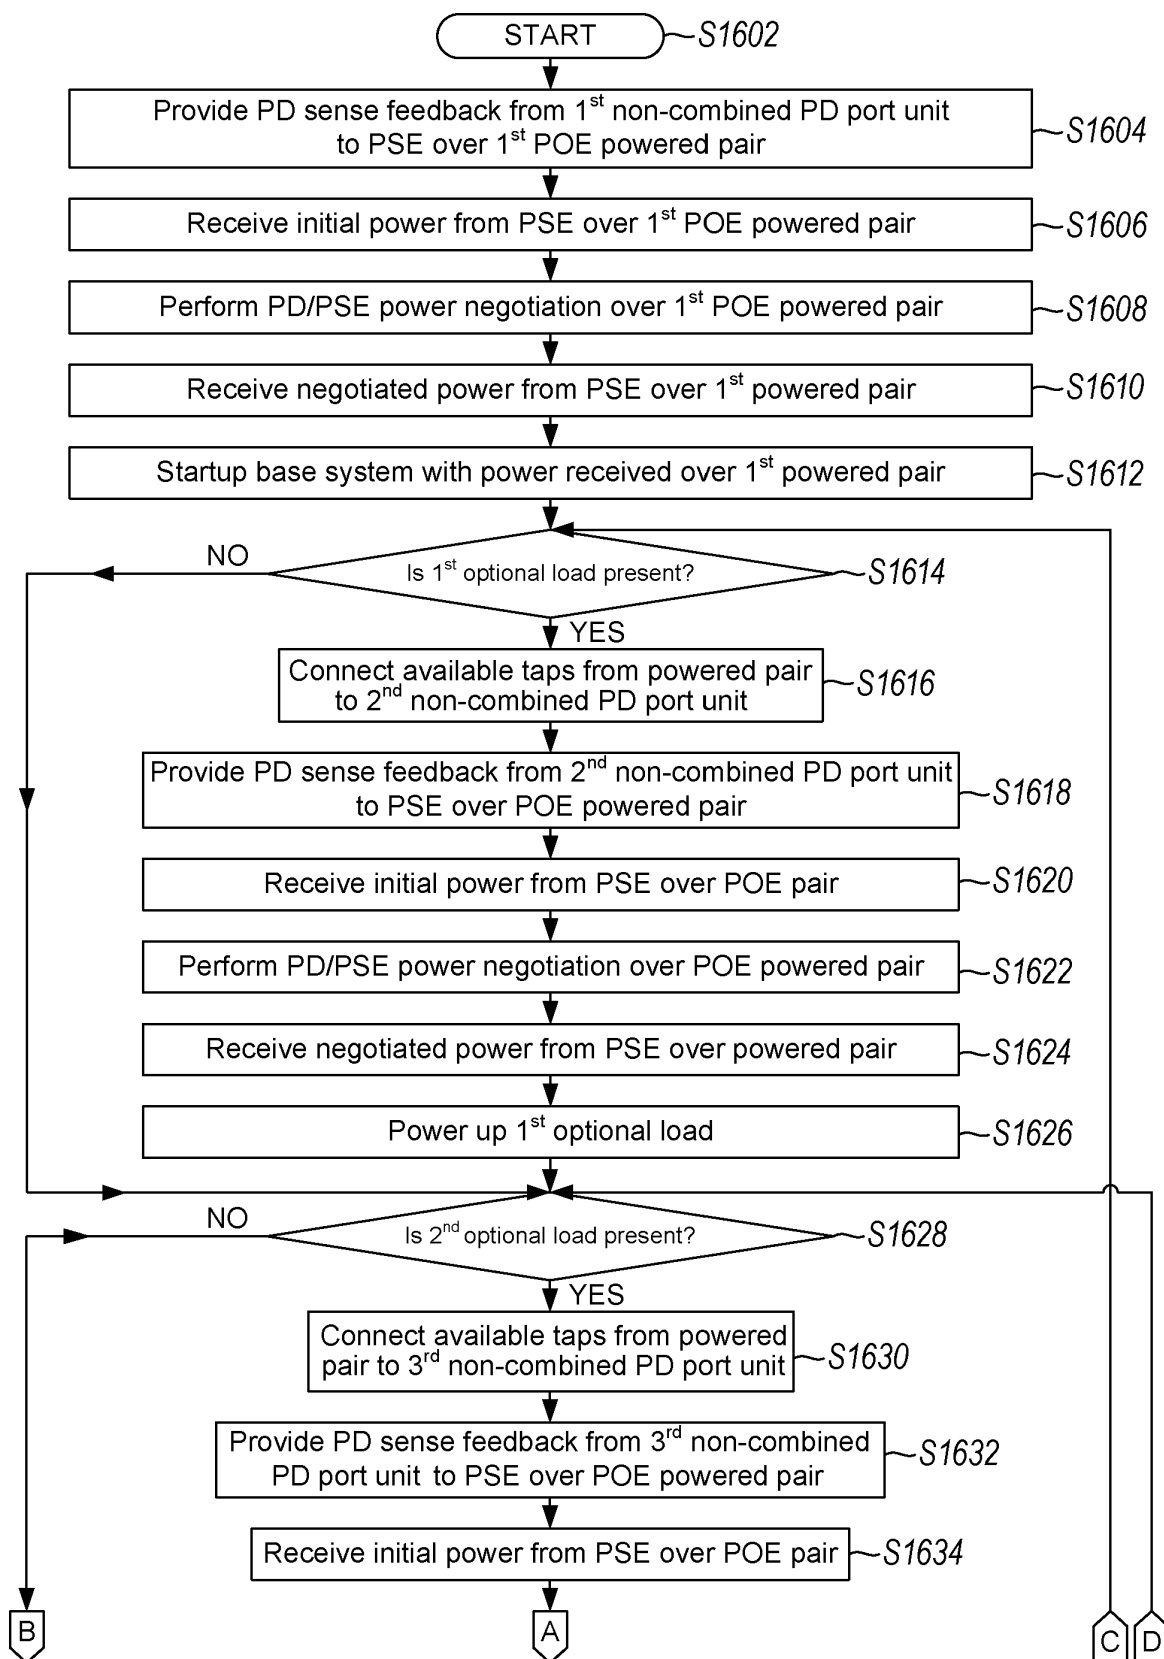 START
S1602
Provide PD sense feedback from 1st non-combined PD port unit
to PSE over 1st POE powered pair
S1604
Receive initial power from PSE over 1st POE powered pair
S1606
Perform PD/PSE power negotiation over 1st POE powered pair
S1608
Receive negotiated power from PSE over 1st powered pair
S1610
Startup base system with power received over 1st powered pair
S1612
NO
Is 1st optional load present?
S1614
YES
Connect available taps from powered pair
to 2nd non-combined PD port unit
S1616
Provide PD sense feedback from 2nd non-combined PD port unit
to PSE over POE powered pair
S1618
Receive initial power from PSE over POE pair
S1620
Perform PD/PSE power negotiation over POE powered pair
S1622
Receive negotiated power from PSE over powered pair
S1624
Power up 1st optional load
S1626
NO
Is 2nd optional load present?
S1628
YES
Connect available taps from powered
pair to 3rd non-combined PD port unit
S1630
Provide PD sense feedback from 3rd non-combined
PD port unit to PSE over POE powered pair
S1632
Receive initial power from PSE over POE pair
S1634
B
A
C
D